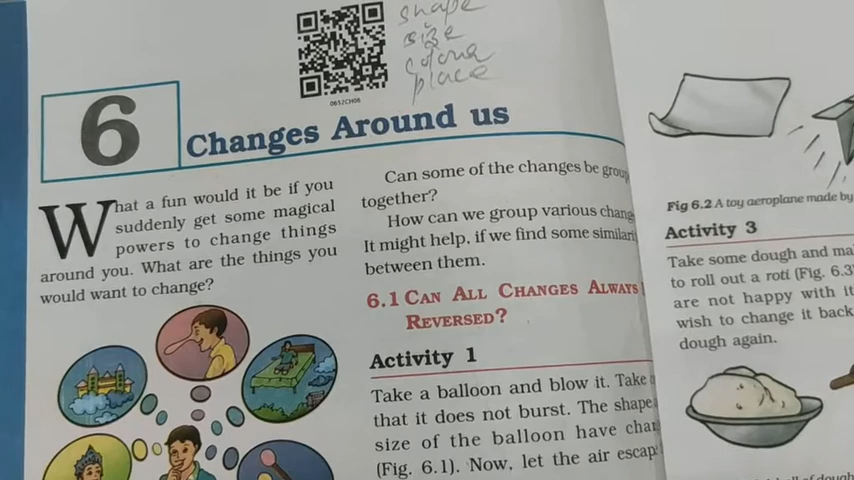 shape
size
colour
place
0652CH06
6
Changes Around us
What a fun would it be if you
suddenly get some magical
powers to change things
around you. What are the things you
would want to change?
Can some of the changes be
together?
How can we group various
It might help, if we find some
between them.
6.1 CAN ALL CHANGES ALWAYS
REVERSED?
Activity 1
Take a balloon and blow it. Take
that it does not burst. The shape
size of the balloon have
(Fig. 6.1). Now, let the air
Fig 6.2 A toy aeroplane made by
Activity 3
Take some dough and
to roll out a roti (Fig. 6.3
are not happy with it
wish to change it back
dough again.